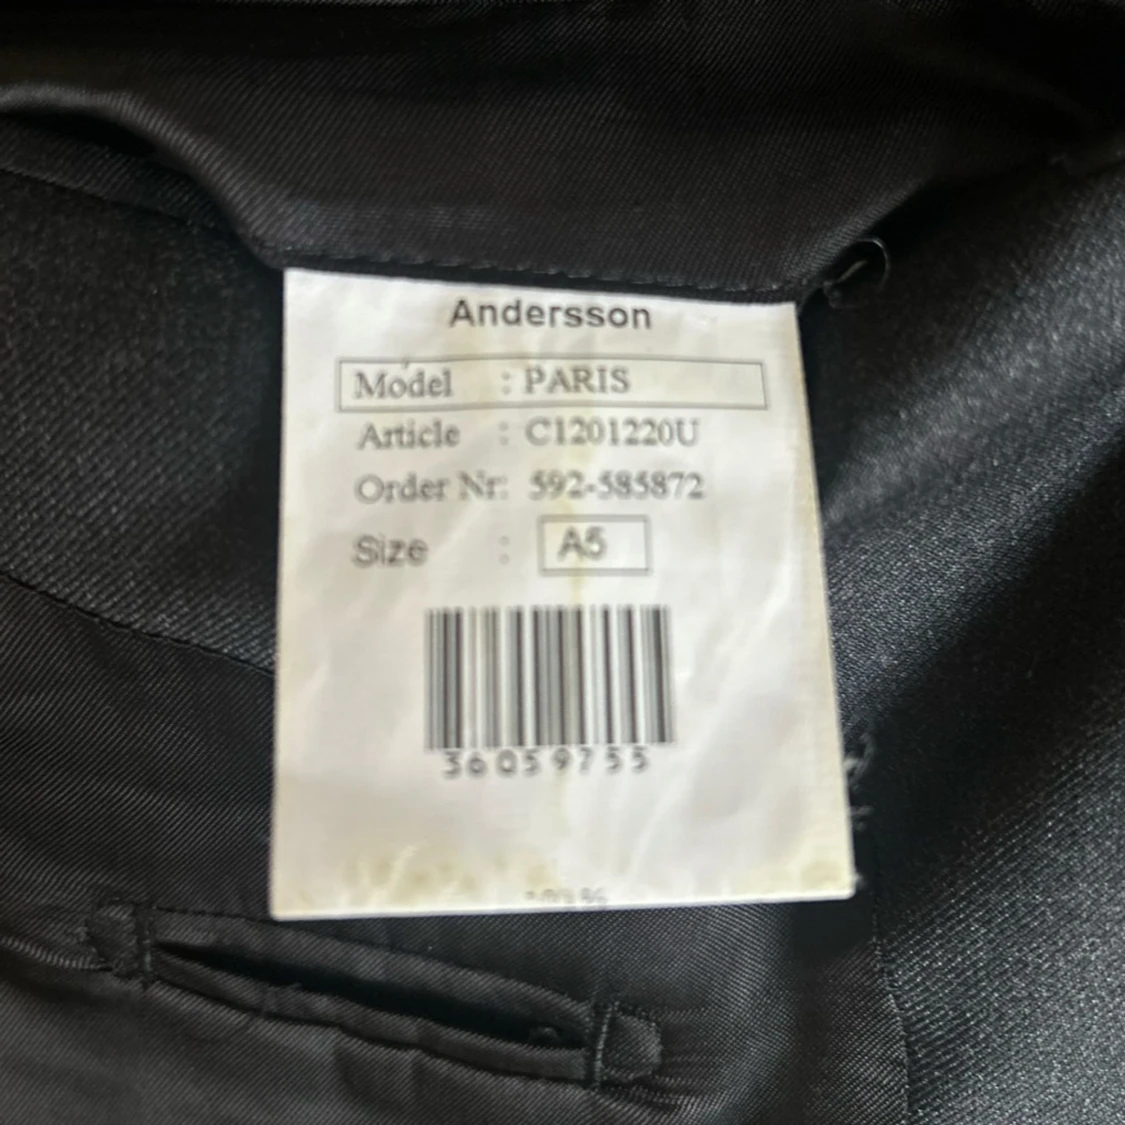 Andersson
Model : PARIS
Article : C1201220U
Order Nr: 592-585872
Size : A5
36059755